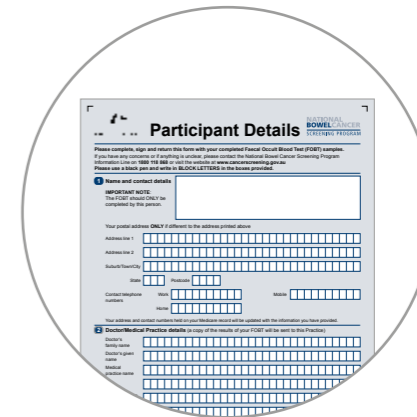 Participant Details
NATIONAL
BOWELCANCER
SCREENING PROGRAM
Please complete, sign and return this form with your completed Faecal Occult Blood Test (FOBT) samples.
If you have any concerns or if anything is unclear, please contact the National Bowel Cancer Screening Program
Information Line on 1800 118 868 or visit the website at www.cancerscreening.gov.au
Please use a black pen and write in BLOCK LETTERS in the boxes provided.
1 Name and contact details
IMPORTANT NOTE:
The FOBT should ONLY be
completed by this person.
Your postal address ONLY if different to the address printed above
Address line 1
Address line 2
Suburb/Town/City
State Postcode
Contact telephone numbers Work Mobile
Home
Your address and contact numbers held on your Medicare record will be updated with the information you have provided.
2 Doctor/Medical Practice details (a copy of the results of your FOBT will be sent to this Practice)
Doctor's
family name
Doctor's given
name
Medical
practice name